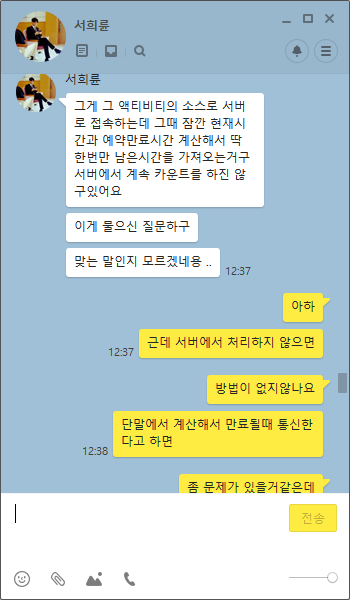 서희륜
서희륜
그게 그 액티비티의 소스로 서버
로 접속하는데 그때 잠깐 현재시
간과 예약만료시간 계산해서 딱
한번만 남은시간을 가져오는거구
서버에서 계속 카운트를 하진 않
구있어요
이게 물으신 질문하구
맞는 말인지 모르겠네용 ..
12:37
아하
12:37
근데 서버에서 처리하지 않으면
방법이 없지않나요
단말에서 계산해서 만료될때 통신한
다고 하면
12:38
좀 문제가 있을거같은데
전송